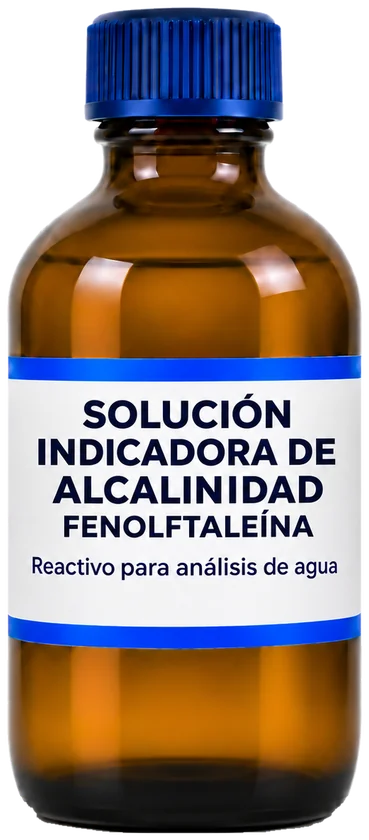 SOLUCIÓN
INDICADORA DE
ALCALINIDAD
FENOLFTALEÍNA
Reactivo para análisis de agua